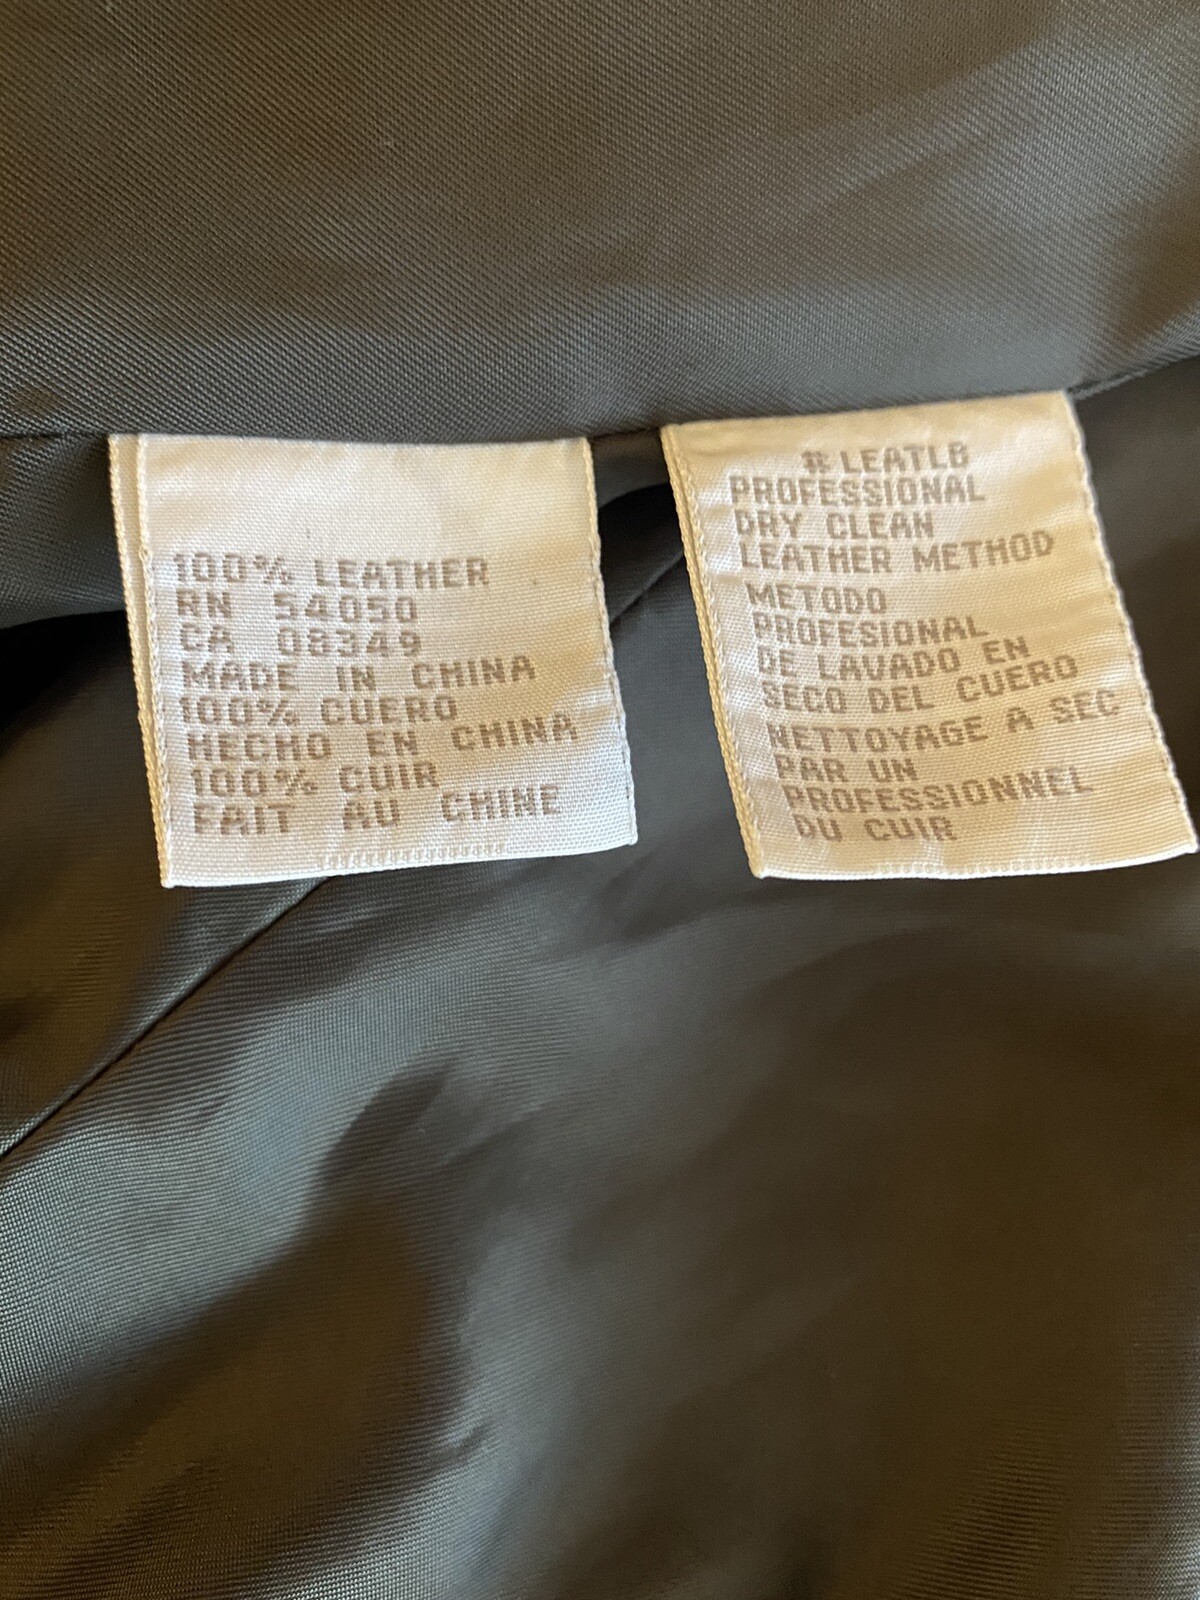 100% LEATHER
RN 54050
CA 08349
MADE IN CHINA
100% CUERO
HECHO EN CHINA
100% CUIR
FAIT AU CHINE
# LEATLB
PROFESSIONAL
DRY CLEAN
LEATHER METHOD
METODO
PROFESIONAL
DE LAVADO EN
SECO DEL CUERO
NETTOYAGE A SEC
PAR UN
PROFESSIONNEL
DU CUIR